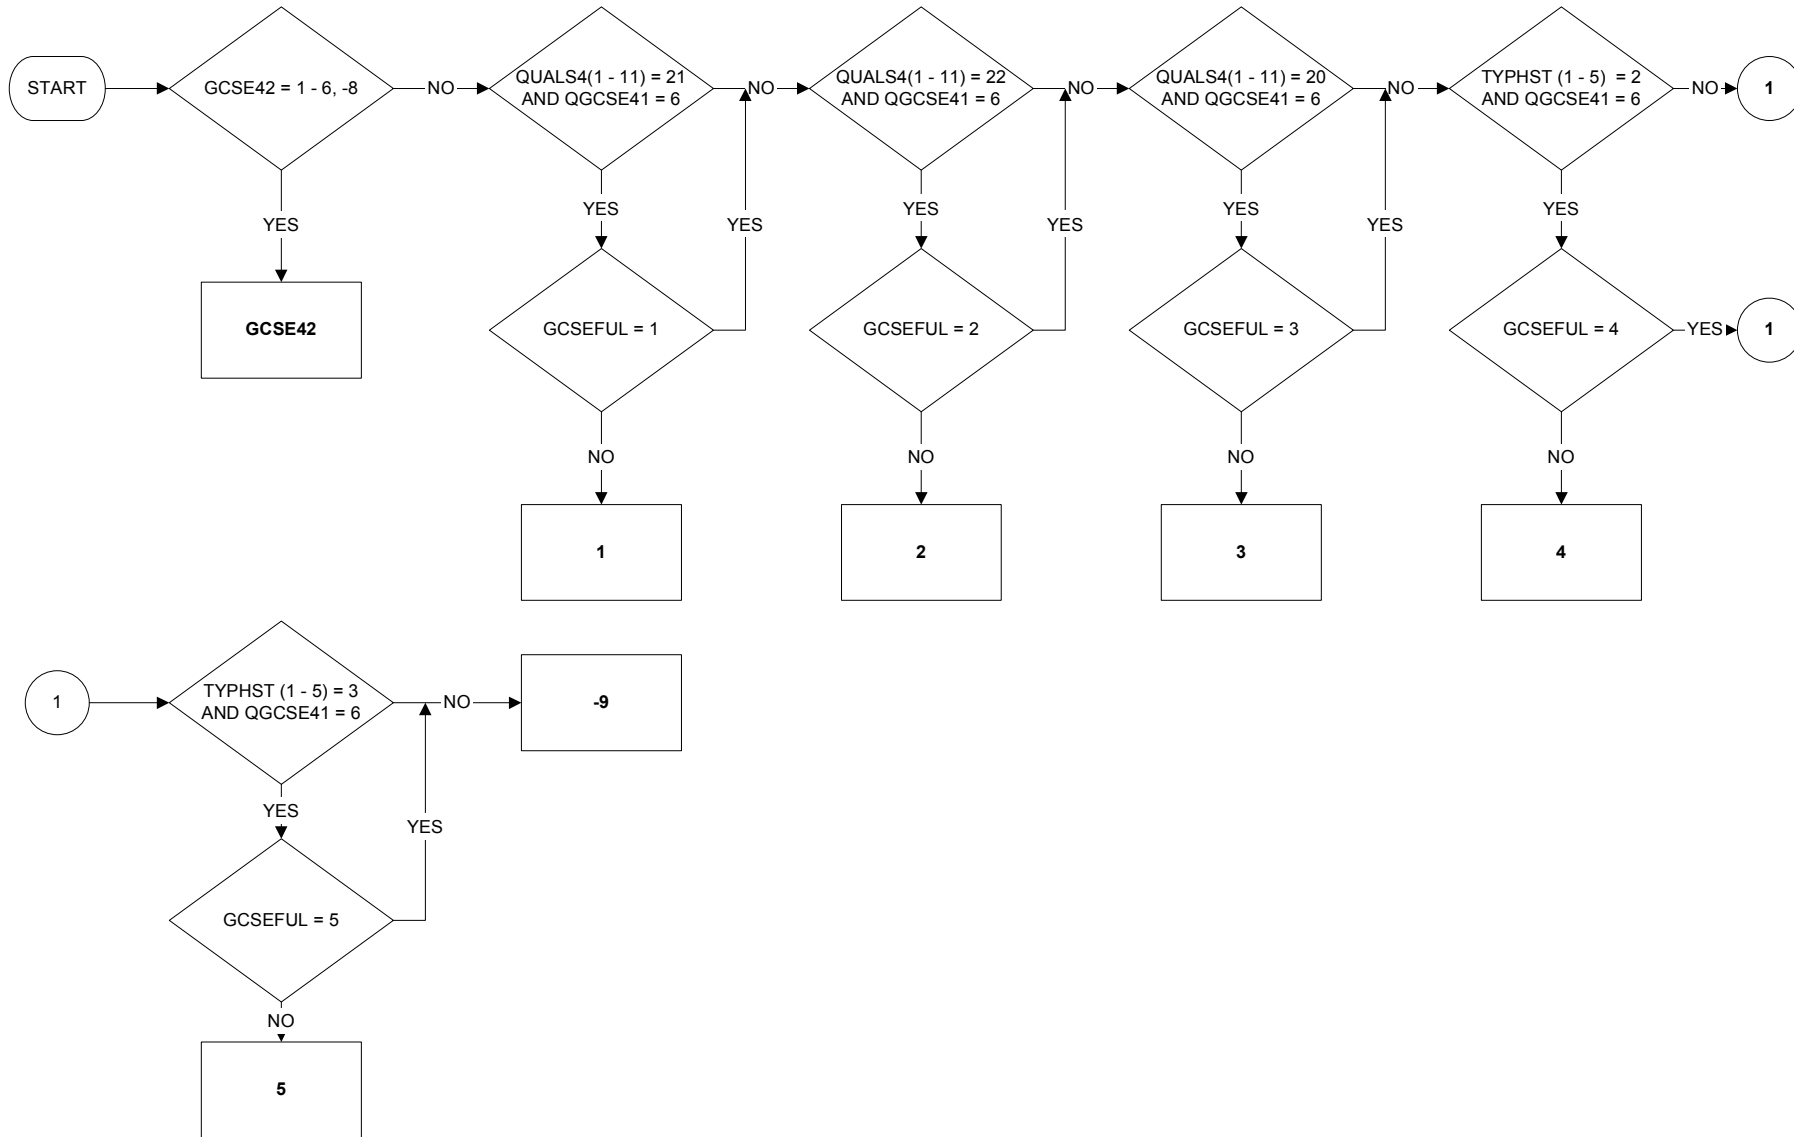 START
GCSE42 = 1 - 6, -8
NO
QUALS4(1 - 11) = 21
AND QGCSE41 = 6
NO
QUALS4(1 - 11) = 22
AND QGCSE41 = 6
NO
QUALS4(1 - 11) = 20
AND QGCSE41 = 6
NO
TYPHST (1 - 5)  = 2
AND QGCSE41 = 6
NO
1
YES
YES
YES
YES
YES
YES
YES
YES
GCSE42
GCSEFUL = 1
GCSEFUL = 2
GCSEFUL = 3
GCSEFUL = 4
YES
1
NO
NO
NO
NO
1
2
3
4
1
TYPHST (1 - 5) = 3
AND QGCSE41 = 6
NO
-9
YES
YES
GCSEFUL = 5
NO
5